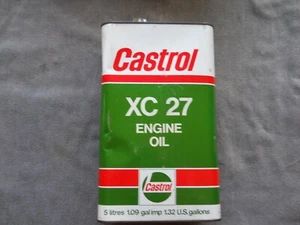 Castrol
XC 27
ENGINE
OIL
Castrol
5 litres 1.09 gal imp 1.32 U.S. gallons